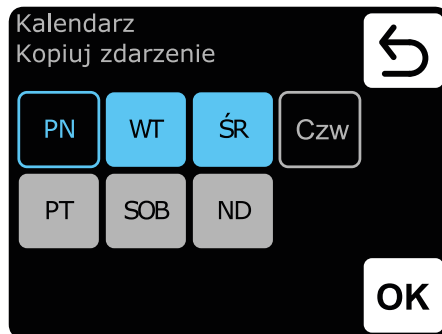 Kalendarz
Kopiuj zdarzenie
PN WT ŚR Czw
PT SOB ND
OK